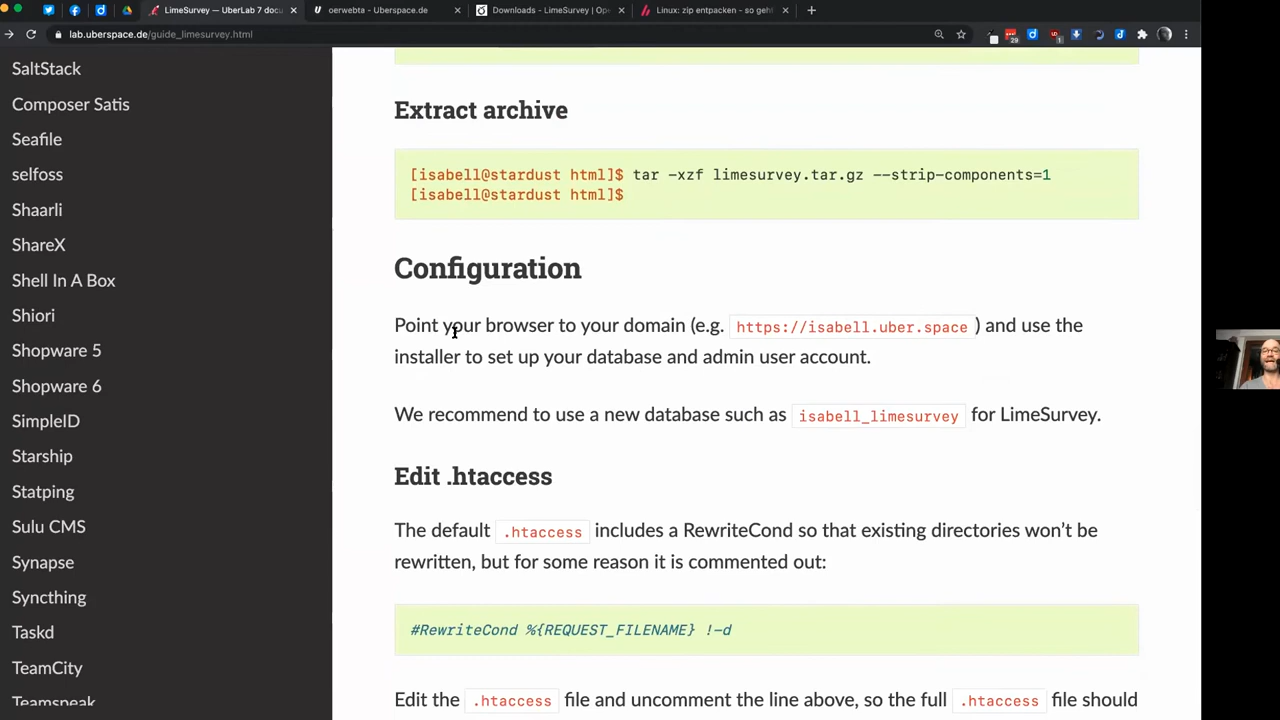 LimeSurvey — UberLab 7 docu
oerwebta - Uberspace.de
Downloads - LimeSurvey | Ope
Linux: zip entpacken - so geht
lab.uberspace.de/guide_limesurvey.html
29
1
SaltStack
Composer Satis
Seafile
selfoss
Shaarli
ShareX
Shell In A Box
Shiori
Shopware 5
Shopware 6
SimpleID
Starship
Statping
Sulu CMS
Synapse
Syncthing
Taskd
TeamCity
Teamspeak
Extract archive
[isabell@stardust html]$ tar -xzf limesurvey.tar.gz --strip-components=1
[isabell@stardust html]$
Configuration
Point your browser to your domain (e.g. https://isabell.uber.space ) and use the
installer to set up your database and admin user account.
We recommend to use a new database such as isabell_limesurvey for LimeSurvey.
Edit .htaccess
The default .htaccess includes a RewriteCond so that existing directories won't be
rewritten, but for some reason it is commented out:
#RewriteCond %{REQUEST_FILENAME} !-d
Edit the .htaccess file and uncomment the line above, so the full .htaccess file should